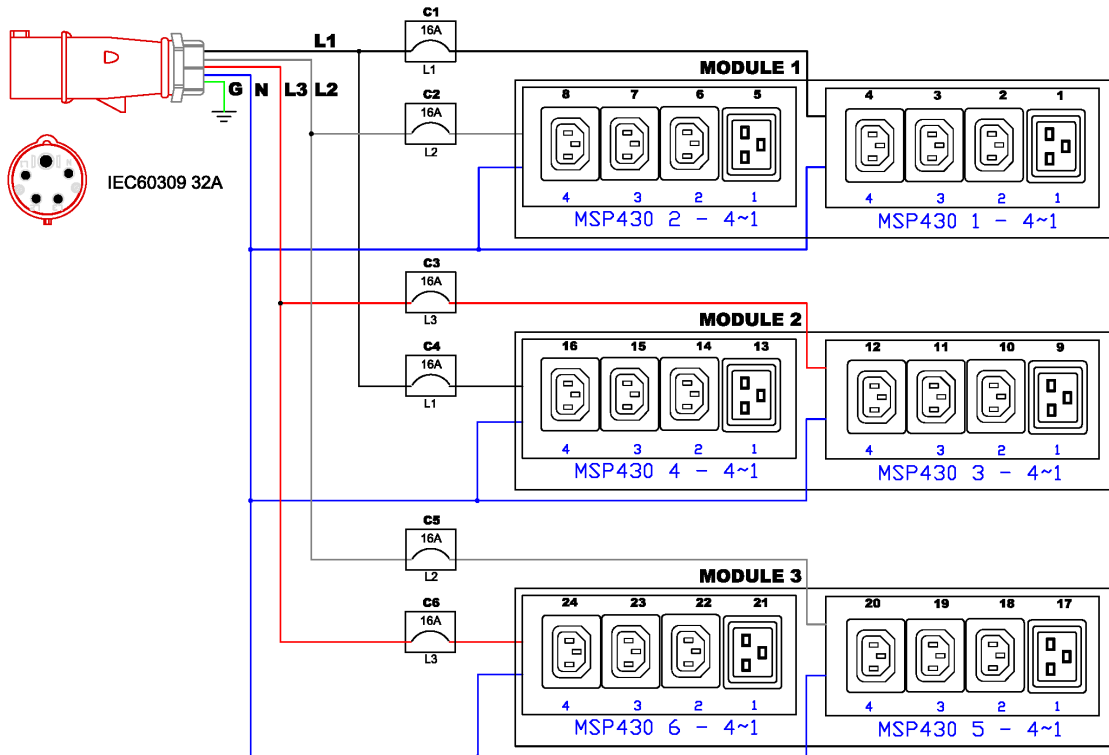 L1
G N L3 L2
IEC60309 32A
C1
16A
L1
C2
16A
L2
MODULE 1
8 7 6 5
4 3 2 1
MSP430 2 - 4~1
4 3 2 1
4 3 2 1
MSP430 1 - 4~1
C3
16A
L3
C4
16A
L1
MODULE 2
16 15 14 13
4 3 2 1
MSP430 4 - 4~1
12 11 10 9
4 3 2 1
MSP430 3 - 4~1
C5
16A
L2
C6
16A
L3
MODULE 3
24 23 22 21
4 3 2 1
MSP430 6 - 4~1
20 19 18 17
4 3 2 1
MSP430 5 - 4~1